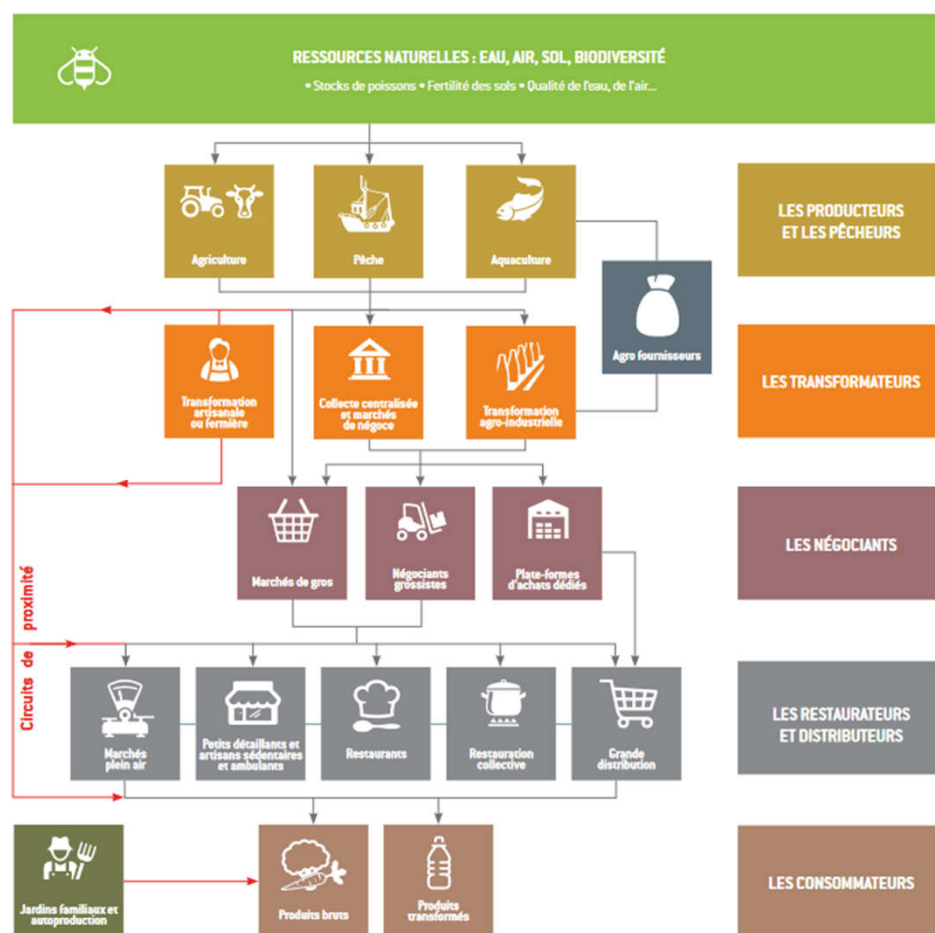 RESSOURCES NATURELLES : EAU, AIR, SOL, BIODIVERSITÉ
• Stocks de poissons • Fertilité des sols • Qualité de l'eau, de l'air...
Agriculture
Pêche
Aquaculture
LES PRODUCTEURS
ET LES PÊCHEURS
Agro fournisseurs
Transformation
artisanale
ou fermière
Collecte centralisée
et marchés
de négoce
Transformation
agro-industrielle
LES TRANSFORMATEURS
Marchés de gros
Négociants
grossistes
Plate-formes
d'achats dédiés
LES NÉGOCIANTS
Circuits de proximité
Marchés
plein air
Petits détaillants et
artisans sédentaires
et ambulants
Restaurants
Restauration
collective
Grande
distribution
LES RESTAURATEURS
ET DISTRIBUTEURS
Jardins familiaux et
autoproduction
Produits bruts
Produits
transformés
LES CONSOMMATEURS